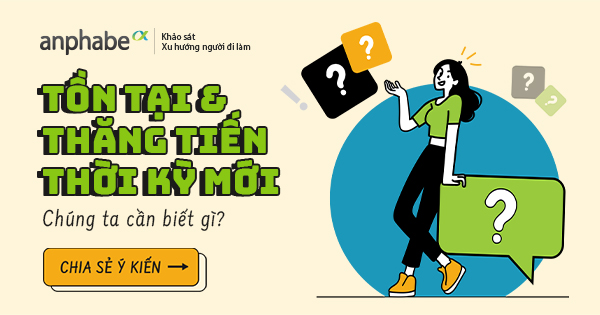 anphabe
Khảo sát
Xu hướng người đi làm
TỒN TẠI &
THĂNG TIẾN
THỜI KỲ MỚI
Chúng ta cần biết gì?
CHIA SẺ Ý KIẾN →
?
?
?
?
!
?